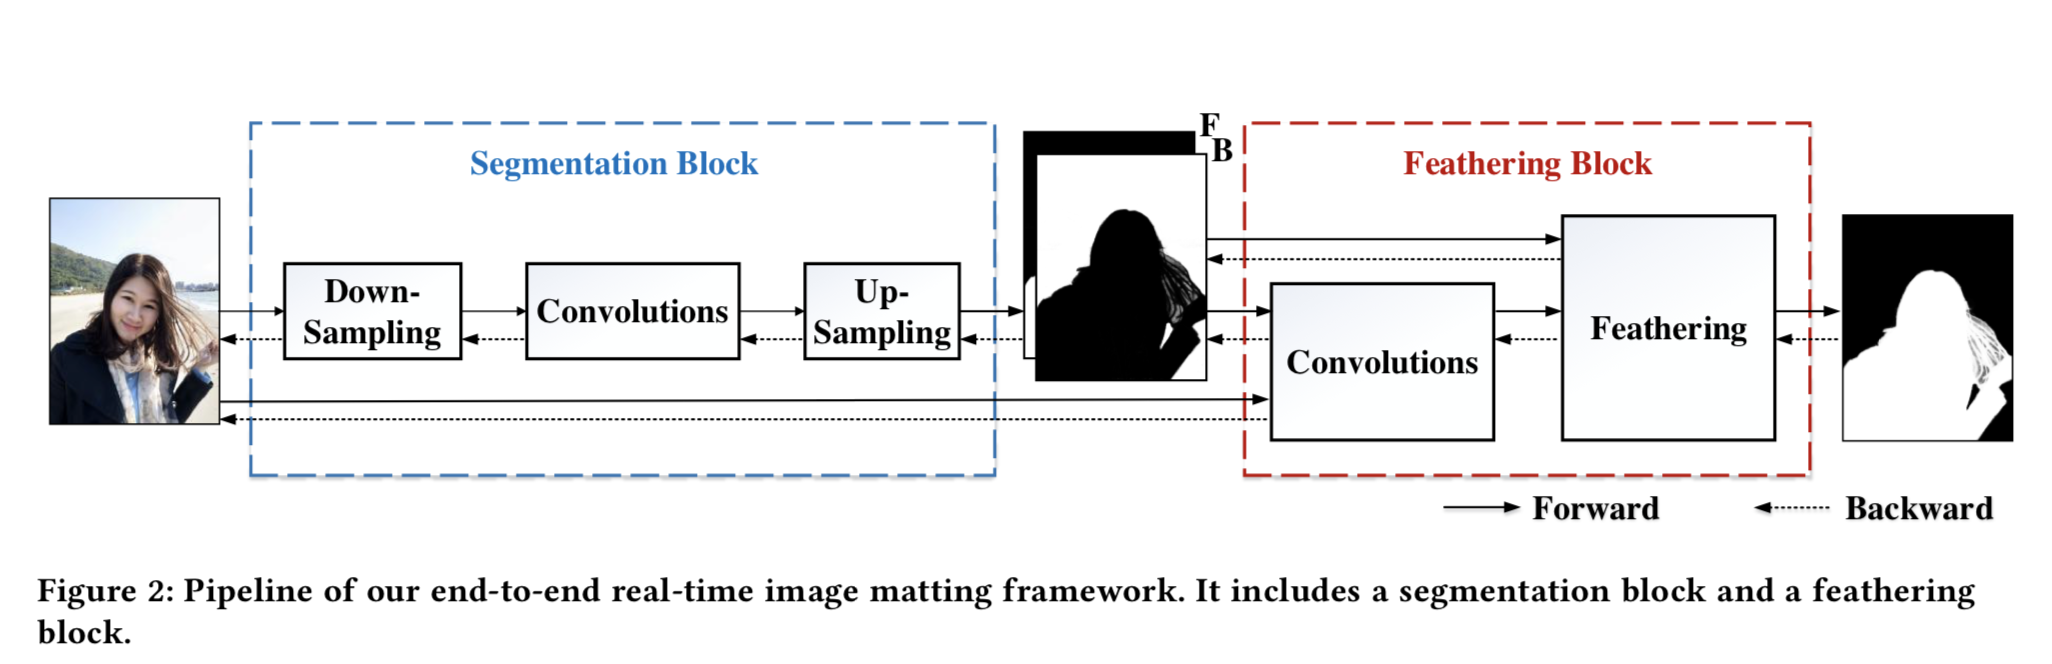 F
B
Segmentation Block
Feathering Block
Down-
Sampling
Convolutions
Up-
Sampling
Convolutions
Feathering
Forward
Backward
Figure 2: Pipeline of our end-to-end real-time image matting framework. It includes a segmentation block and a feathering
block.